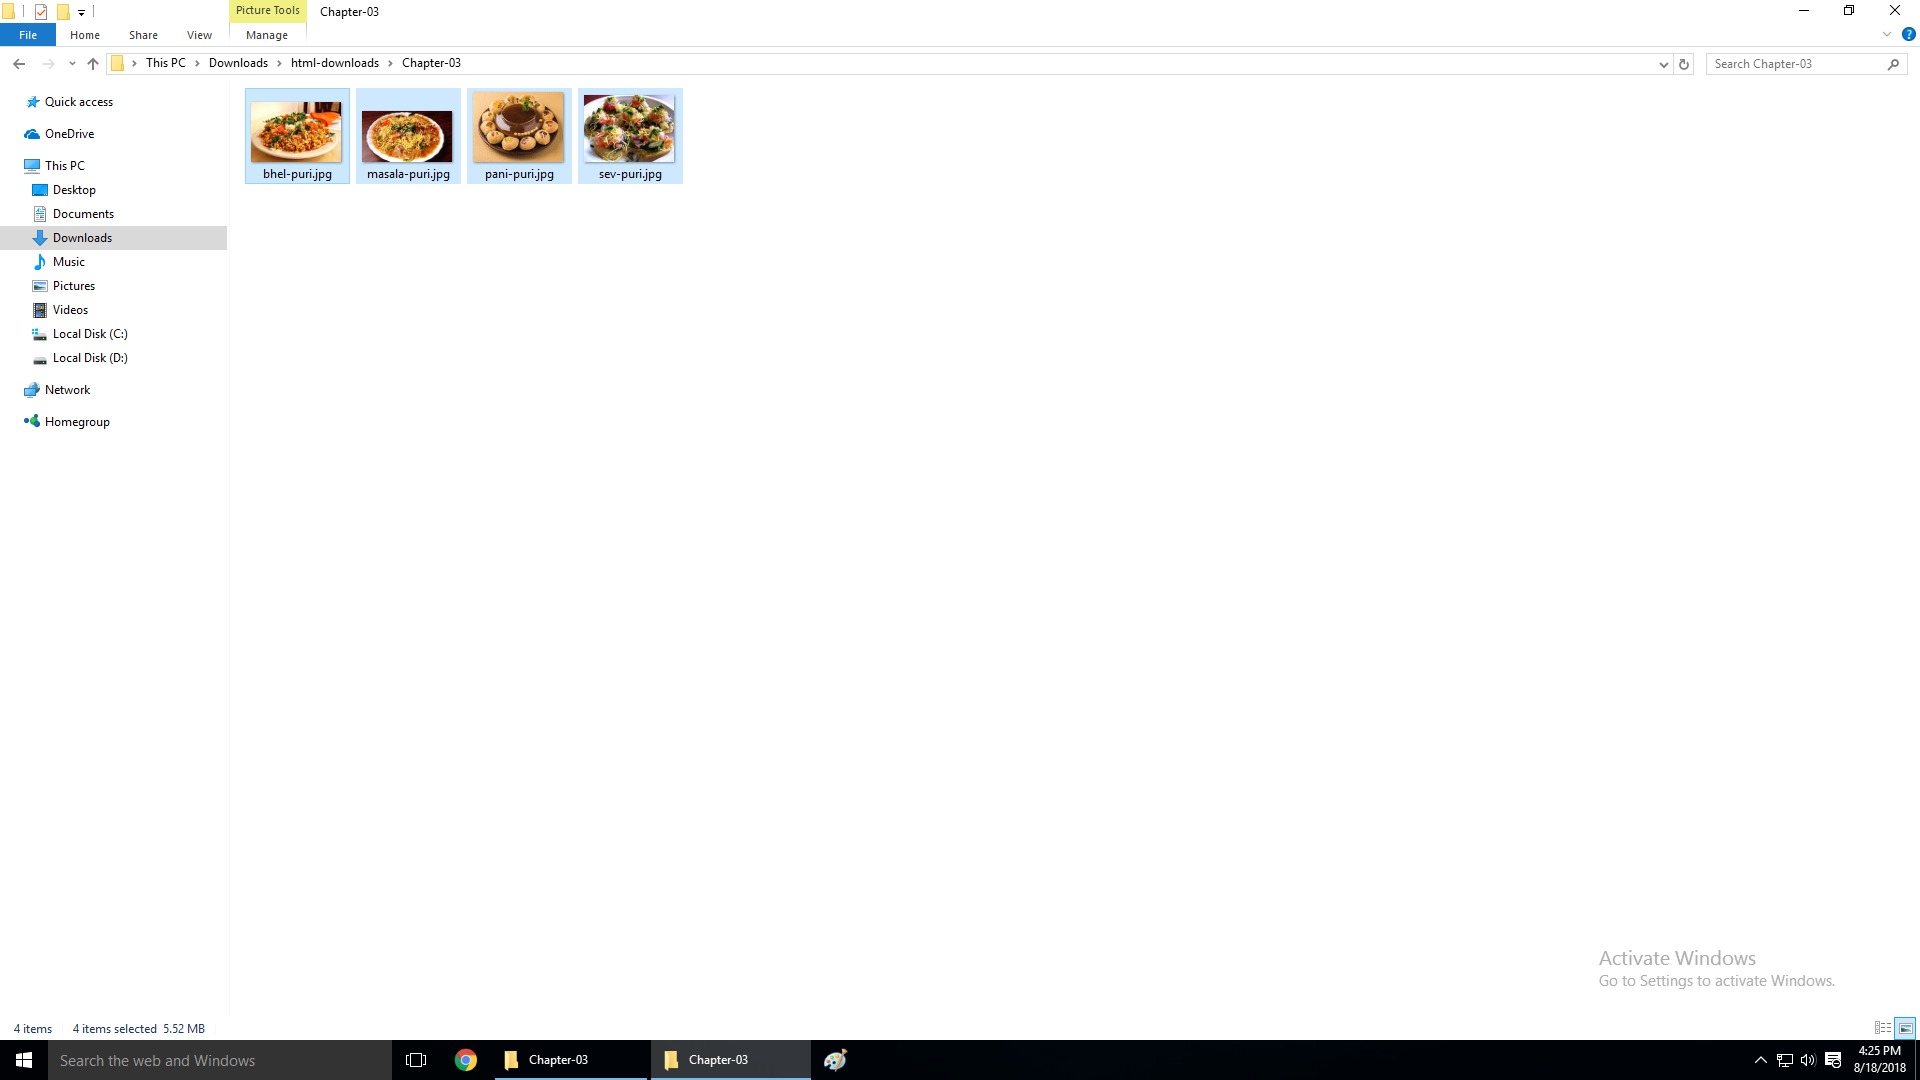 Picture Tools
Chapter-03
File
Home
Share
View
Manage
This PC
Downloads
html-downloads
Chapter-03
Search Chapter-03
Quick access
OneDrive
This PC
Desktop
Documents
Downloads
Music
Pictures
Videos
Local Disk (C:)
Local Disk (D:)
Network
Homegroup
bhel-puri.jpg
masala-puri.jpg
pani-puri.jpg
sev-puri.jpg
Activate Windows
Go to Settings to activate Windows.
4 items
4 items selected 5.52 MB
Search the web and Windows
Chapter-03
Chapter-03
4:25 PM
8/18/2018